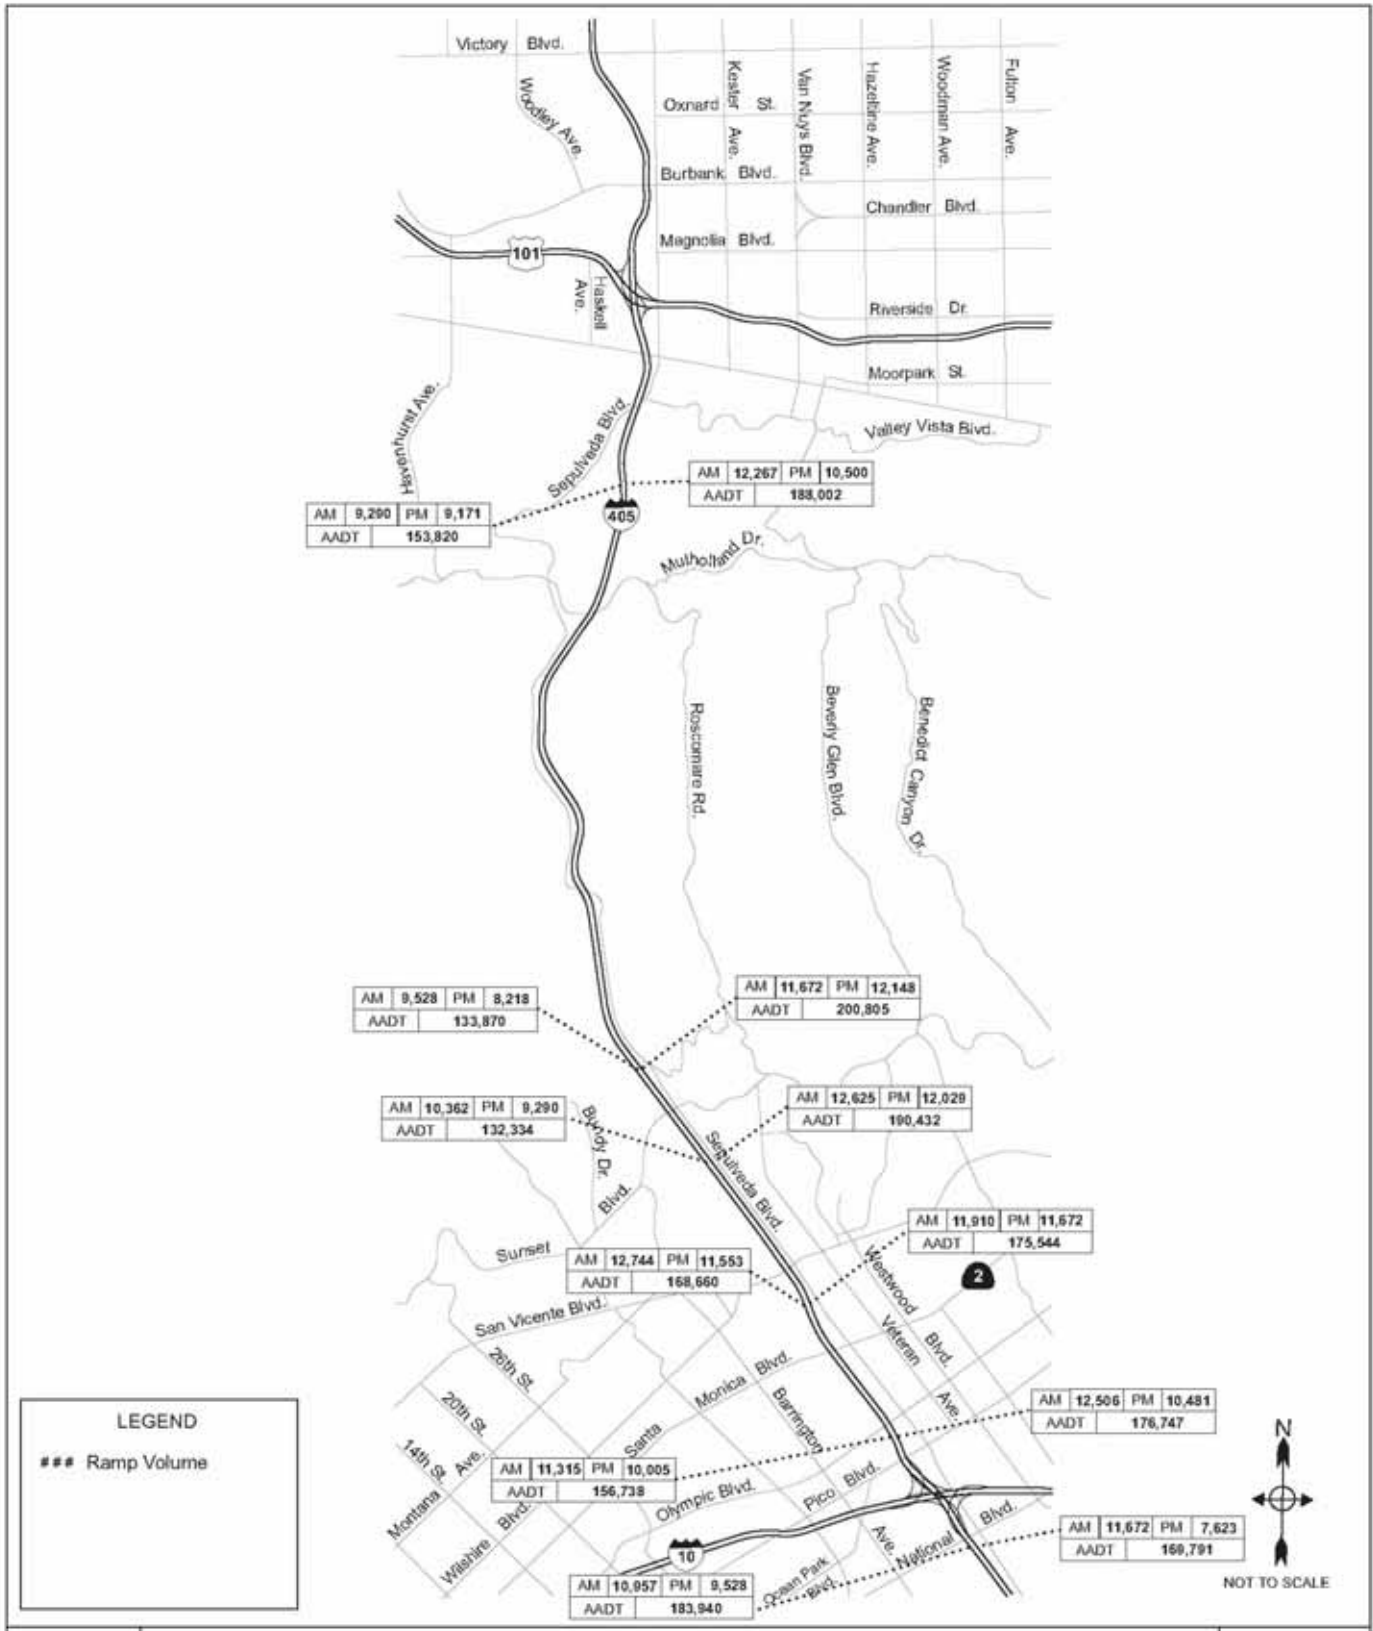 Victory Blvd.
Woodley Ave.
Oxnard St.
Kester Ave.
Van Nuys Blvd.
Hazeltine Ave.
Woodman Ave.
Fulton Ave.
Burbank Blvd.
Chandler Blvd.
Magnolia Blvd.
101
Haskell Ave.
Riverside Dr.
Moorpark St.
Havenhurst Ave.
Sepulveda Blvd.
Valley Vista Blvd.
AM 12,267 PM 10,500
AADT 188,002
AM 9,290 PM 9,171
AADT 153,820
405
Mulholland Dr.
Roscomare Rd.
Beverly Glen Blvd.
Benedict Canyon Dr.
AM 11,672 PM 12,148
AADT 200,805
AM 9,528 PM 8,218
AADT 133,870
AM 12,625 PM 12,029
AADT 190,432
AM 10,362 PM 9,290
AADT 132,334
Bundy Dr.
Sepulveda Blvd.
Sunset Blvd.
AM 11,910 PM 11,672
AADT 175,544
AM 12,744 PM 11,553
AADT 168,660
2
Westwood Blvd.
San Vicente Blvd.
Veteran Ave.
26th St.
20th St.
14th St.
Santa Monica Blvd.
Barrington Ave.
AM 12,506 PM 10,481
AADT 176,747
AM 11,315 PM 10,005
AADT 156,738
Montana Ave.
Wilshire Blvd.
Olympic Blvd.
Pico Blvd.
National Blvd.
10
Ocean Park Blvd.
AM 11,672 PM 7,623
AADT 169,791
AM 10,957 PM 9,528
AADT 183,940
LEGEND
### Ramp Volume
N
NOT TO SCALE